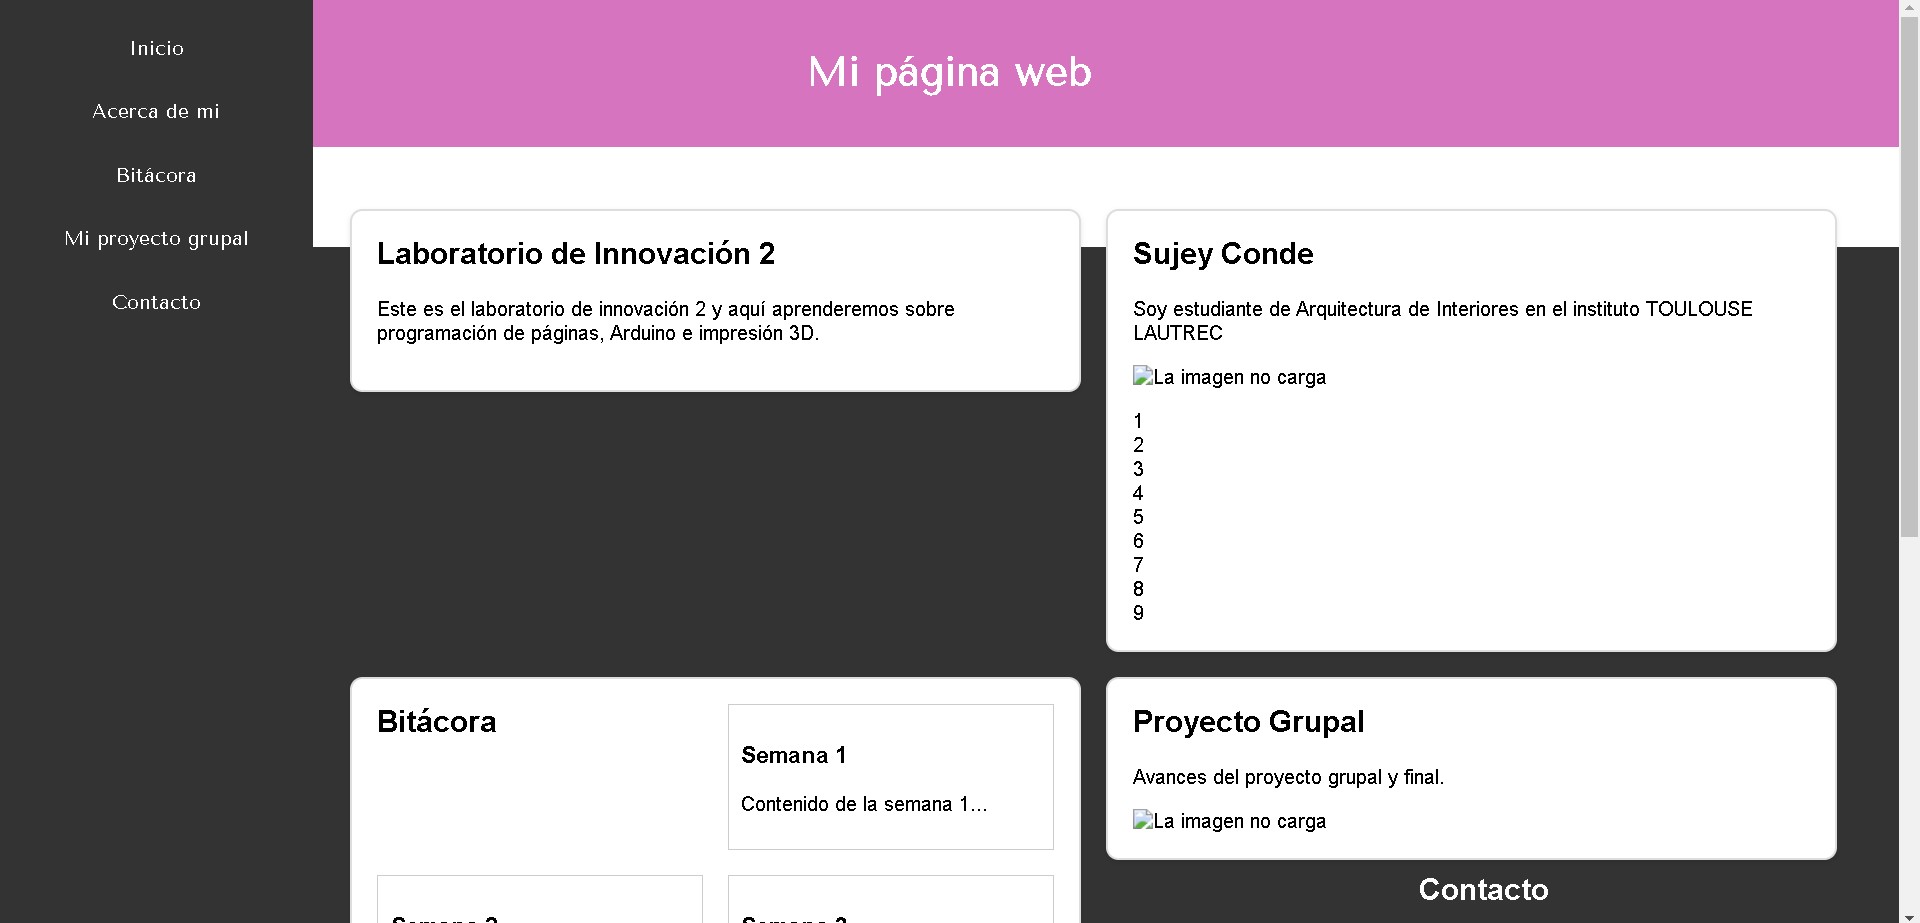 Inicio
Acerca de mi
Bitácora
Mi proyecto grupal
Contacto
Mi página web
Laboratorio de Innovación 2
Este es el laboratorio de innovación 2 y aquí aprenderemos sobre
programación de páginas, Arduino e impresión 3D.
Sujey Conde
Soy estudiante de Arquitectura de Interiores en el instituto TOULOUSE
LAUTREC
La imagen no carga
1
2
3
4
5
6
7
8
9
Bitácora
Semana 1
Contenido de la semana 1...
Semana 2
Semana 3
Proyecto Grupal
Avances del proyecto grupal y final.
La imagen no carga
Contacto